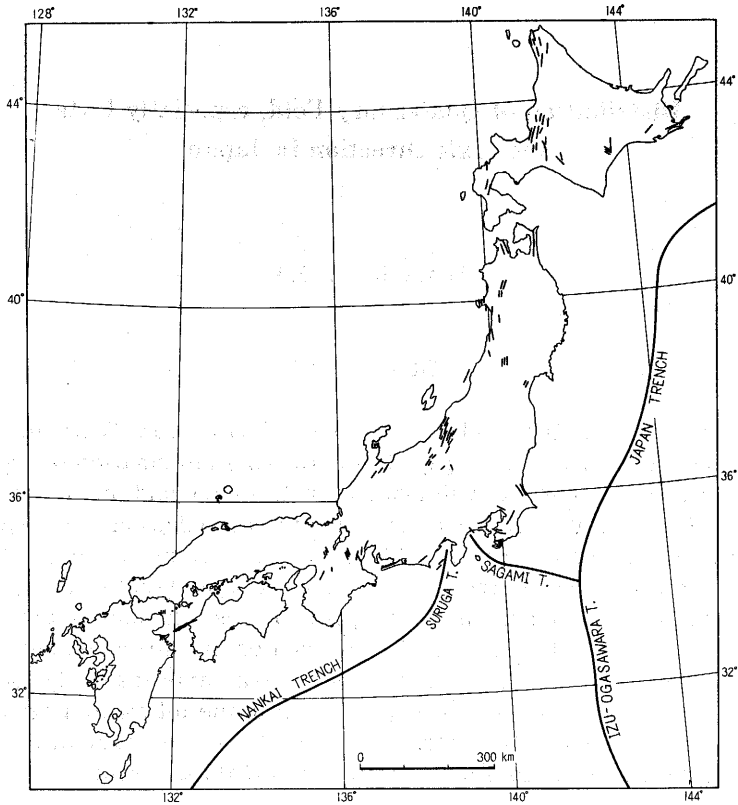 128° 132° 136° 140° 144°
44° 44°
40° 40°
36° 36°
32° 32°
JAPAN TRENCH
SAGAMI T.
SURUGA T.
NANKAI TRENCH
IZU-OGASAWARA T.
0 300 km
132° 136° 140° 144°